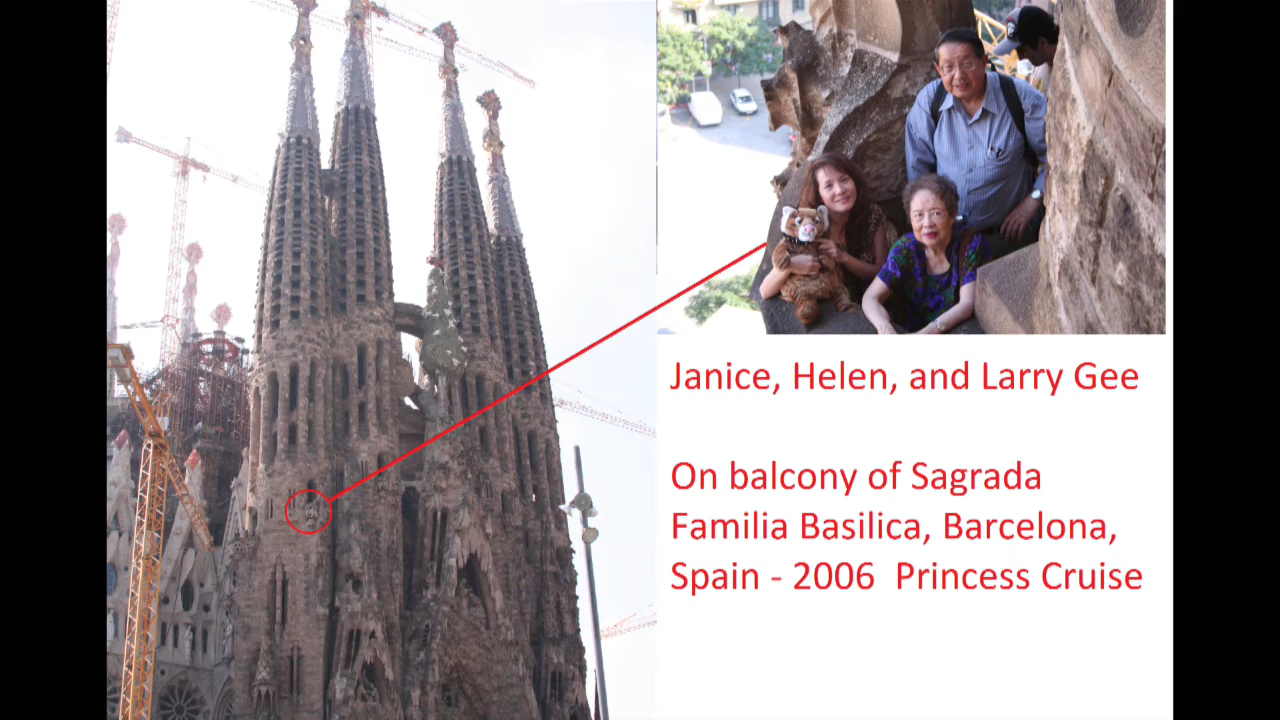 Janice, Helen, and Larry Gee
On balcony of Sagrada
Familia Basilica, Barcelona,
Spain - 2006  Princess Cruise